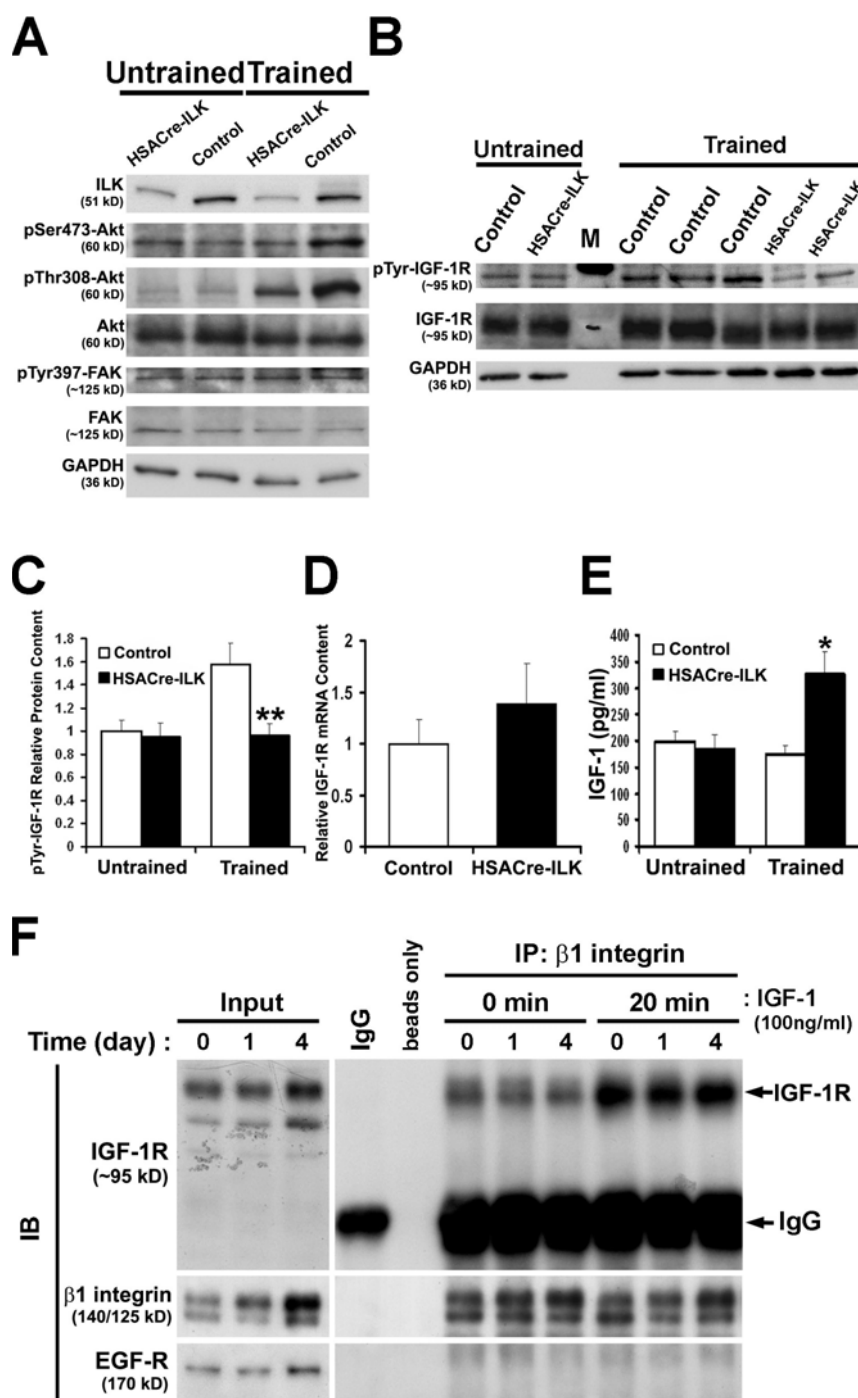 A
Untrained Trained
HSACre-ILK Control HSACre-ILK Control
ILK
(51 kD)
pSer473-Akt
(60 kD)
pThr308-Akt
(60 kD)
Akt
(60 kD)
pTyr397-FAK
(~125 kD)
FAK
(~125 kD)
GAPDH
(36 kD)
B
Untrained Trained
Control HSACre-ILK M Control Control Control HSACre-ILK HSACre-ILK
pTyr-IGF-1R
(~95 kD)
IGF-1R
(~95 kD)
GAPDH
(36 kD)
C
pTyr-IGF-1R Relative Protein Content
1.8
1.6
1.4
1.2
1
0.8
0.6
0.4
0.2
0
Control
HSACre-ILK
**
Untrained Trained
D
Relative IGF-1R mRNA Content
2
1.5
1
0.5
0
Control HSACre-ILK
E
IGF-1 (pg/ml)
400
350
300
250
200
150
100
50
0
Control
HSACre-ILK
*
Untrained Trained
F
IP: β1 integrin
Input IgG beads only 0 min 20 min : IGF-1
(100ng/ml)
Time (day) : 0 1 4 0 1 4 0 1 4
IB
IGF-1R
(~95 kD)
IGF-1R
IgG
β1 integrin
(140/125 kD)
EGF-R
(170 kD)